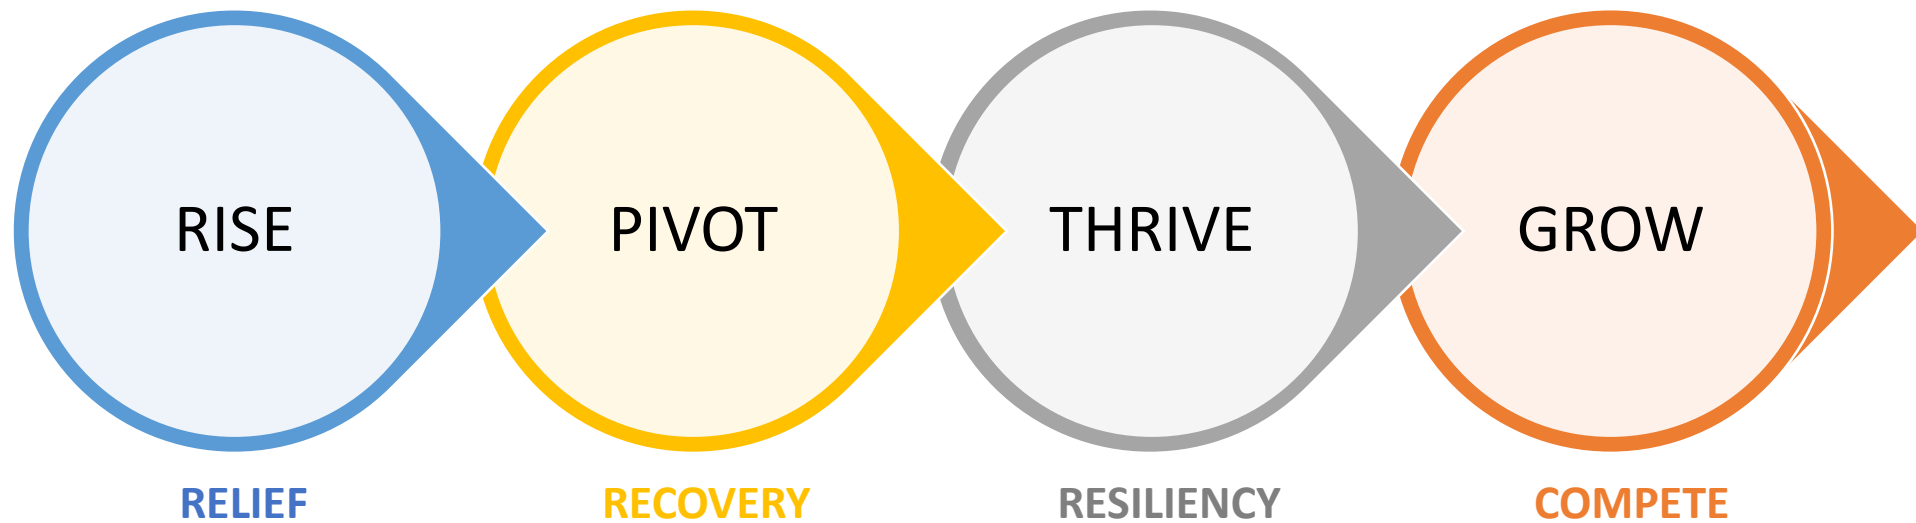 RISE
PIVOT
THRIVE
GROW
RELIEF
RECOVERY
RESILIENCY
COMPETE